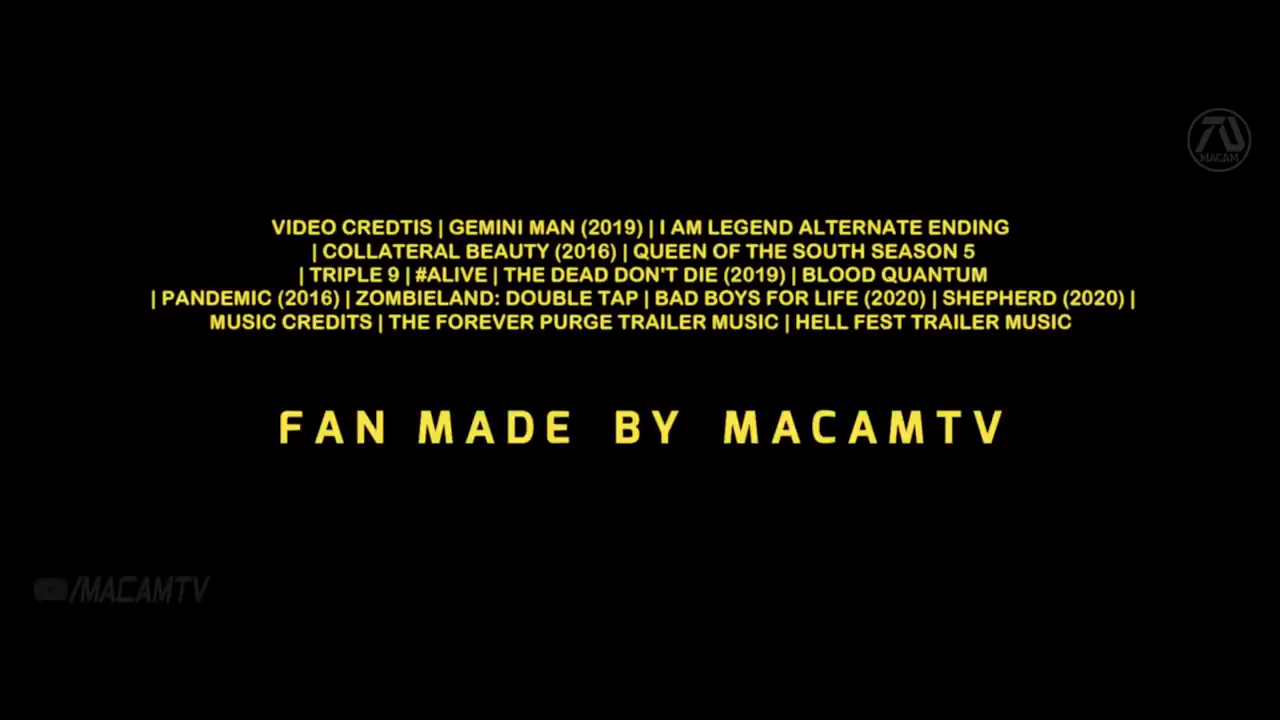 MACAM
VIDEO CREDTIS | GEMINI MAN (2019) | I AM LEGEND ALTERNATE ENDING
| COLLATERAL BEAUTY (2016) | QUEEN OF THE SOUTH SEASON 5
| TRIPLE 9 | #ALIVE | THE DEAD DON'T DIE (2019) | BLOOD QUANTUM
| PANDEMIC (2016) | ZOMBIELAND: DOUBLE TAP | BAD BOYS FOR LIFE (2020) | SHEPHERD (2020) |
MUSIC CREDITS | THE FOREVER PURGE TRAILER MUSIC | HELL FEST TRAILER MUSIC
FAN MADE BY MACAMTV
/MACAMTV